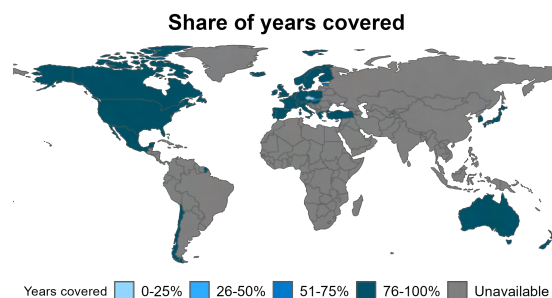 Share of years covered
Years covered 0-25% 26-50% 51-75% 76-100% Unavailable